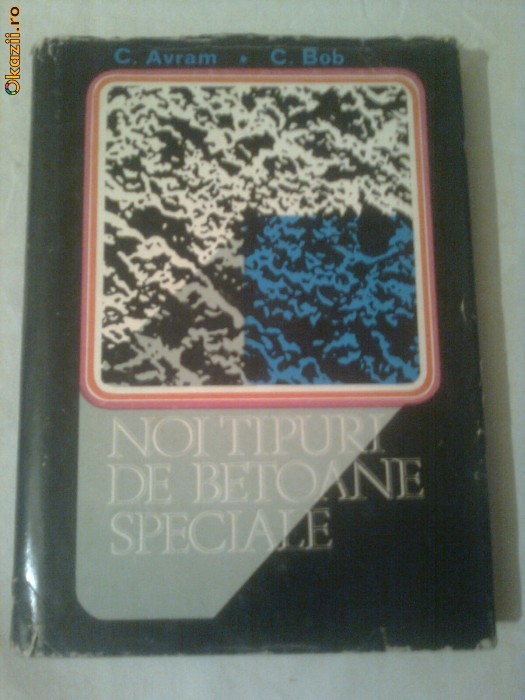 Okazii.ro
C. Avram • C. Bob
NOI TIPURI
DE BETOANE
SPECIALE